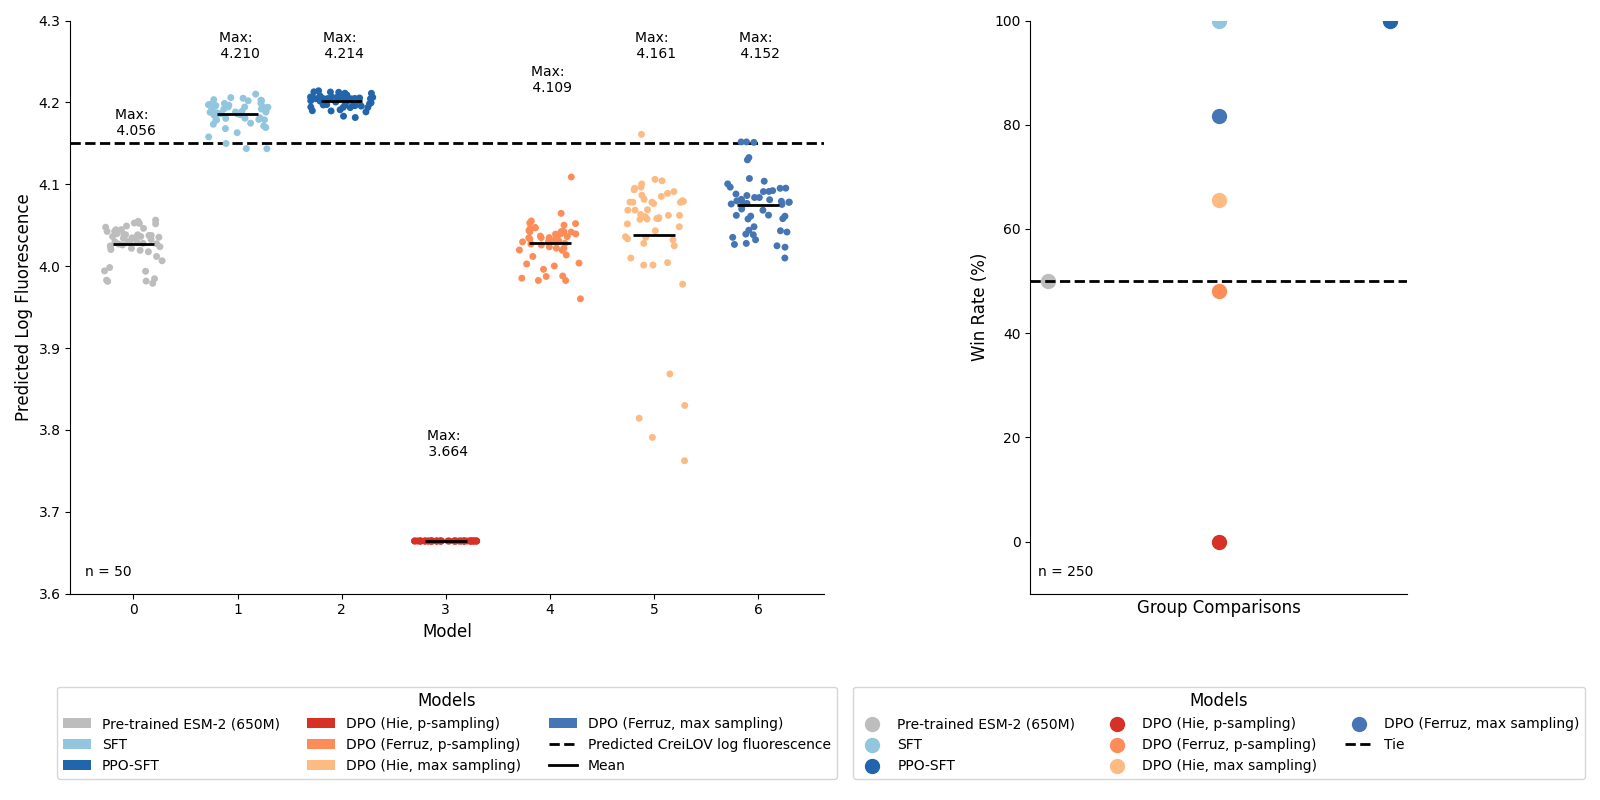 4.3
4.2
4.1
4.0
3.9
3.8
3.7
3.6
Predicted Log Fluorescence
Max:
4.056
Max:
4.210
Max:
4.214
Max:
3.664
Max:
4.109
Max:
4.161
Max:
4.152
n = 50
0 1 2 3 4 5 6
Model
100
80
60
40
20
0
Win Rate (%)
n = 250
Group Comparisons
Models
Pre-trained ESM-2 (650M)
SFT
PPO-SFT
DPO (Hie, p-sampling)
DPO (Ferruz, p-sampling)
DPO (Hie, max sampling)
DPO (Ferruz, max sampling)
Predicted CreiLOV log fluorescence
Mean
Models
Pre-trained ESM-2 (650M)
SFT
PPO-SFT
DPO (Hie, p-sampling)
DPO (Ferruz, p-sampling)
DPO (Hie, max sampling)
DPO (Ferruz, max sampling)
Tie